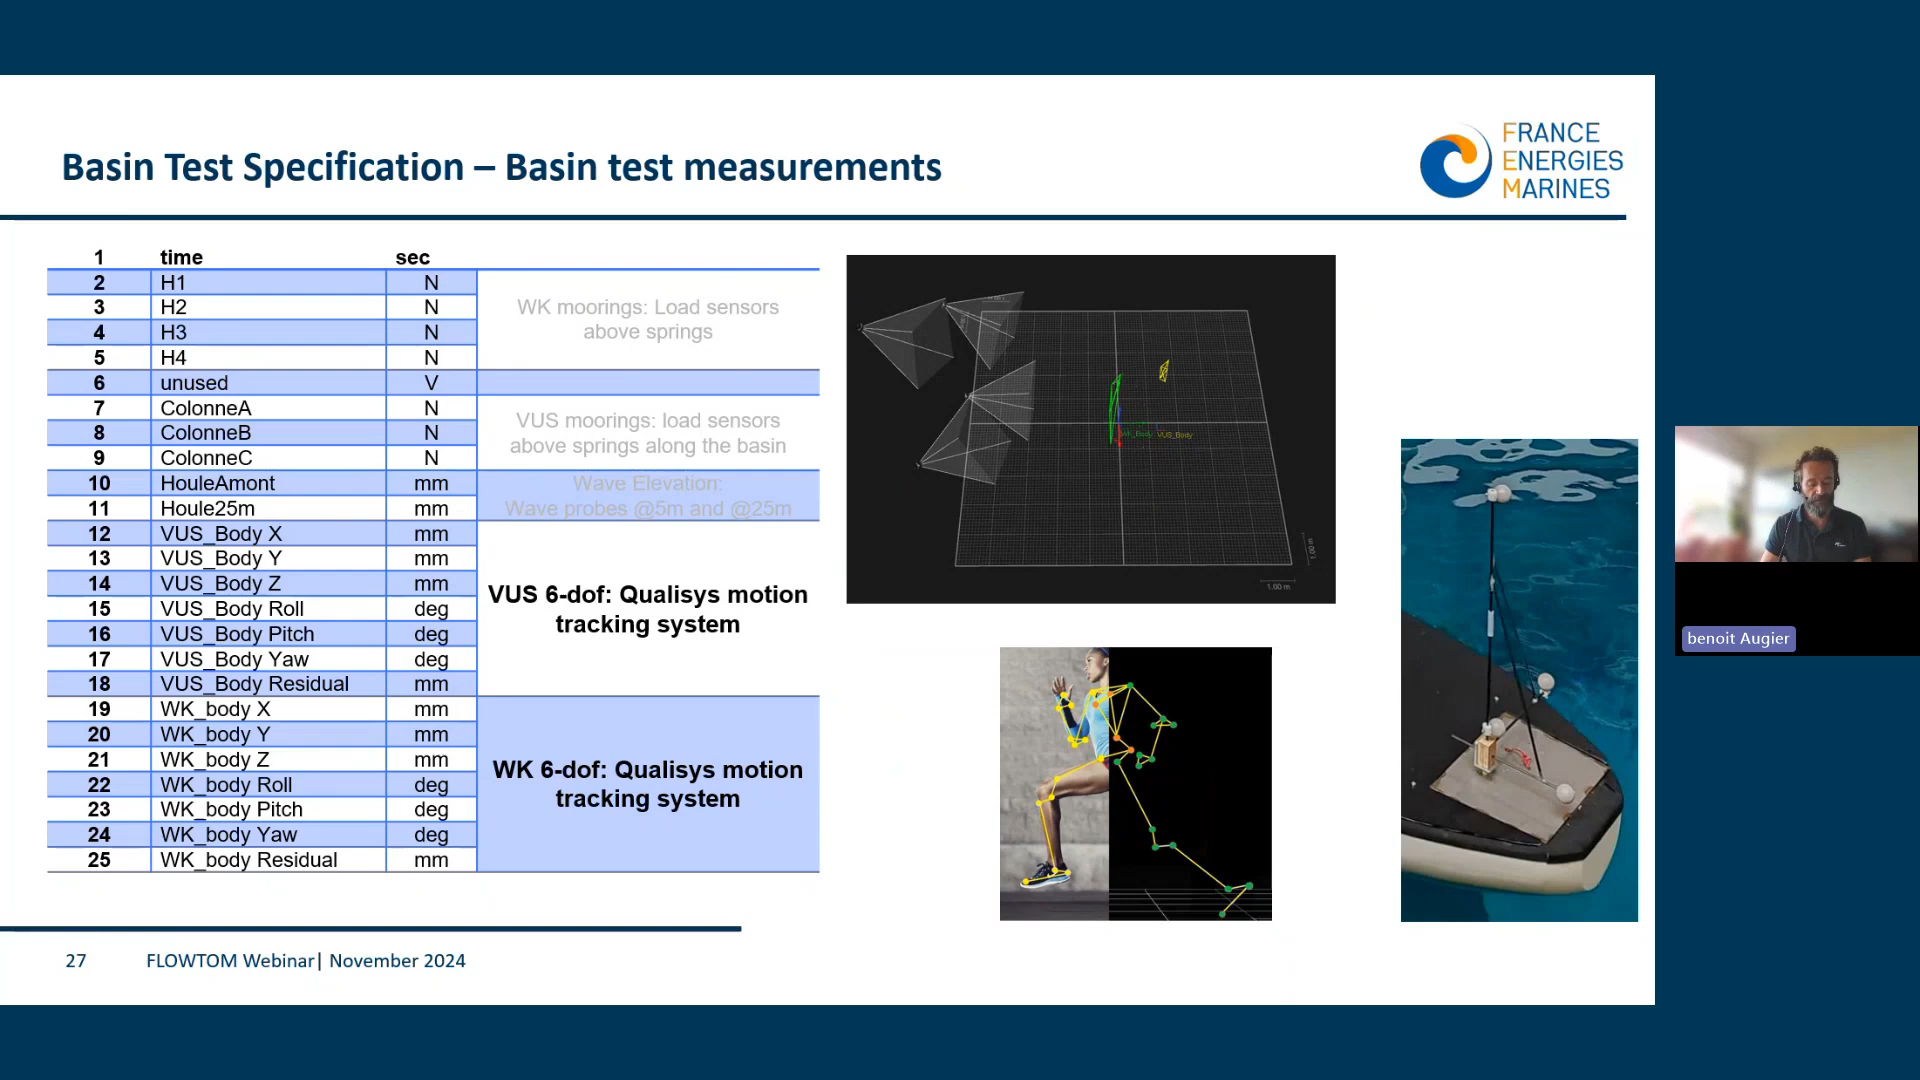 Basin Test Specification – Basin test measurements
FRANCE
ENERGIES
MARINES
1 time sec
2 H1 N
3 H2 N
4 H3 N
5 H4 N
WK moorings: Load sensors
above springs
6 unused V
7 ColonneA N
8 ColonneB N
9 ColonneC N
VUS moorings: load sensors
above springs along the basin
10 HouleAmont mm
11 Houle25m mm
Wave Elevation:
Wave probes @5m and @25m
12 VUS_Body X mm
13 VUS_Body Y mm
14 VUS_Body Z mm
15 VUS_Body Roll deg
16 VUS_Body Pitch deg
17 VUS_Body Yaw deg
18 VUS_Body Residual mm
VUS 6-dof: Qualisys motion
tracking system
19 WK_body X mm
20 WK_body Y mm
21 WK_body Z mm
22 WK_body Roll deg
23 WK_body Pitch deg
24 WK_body Yaw deg
25 WK_body Residual mm
WK 6-dof: Qualisys motion
tracking system
WK_Body VUS_Body
1.00 m
1.00 m
benoit Augier
27 FLOWTOM Webinar| November 2024